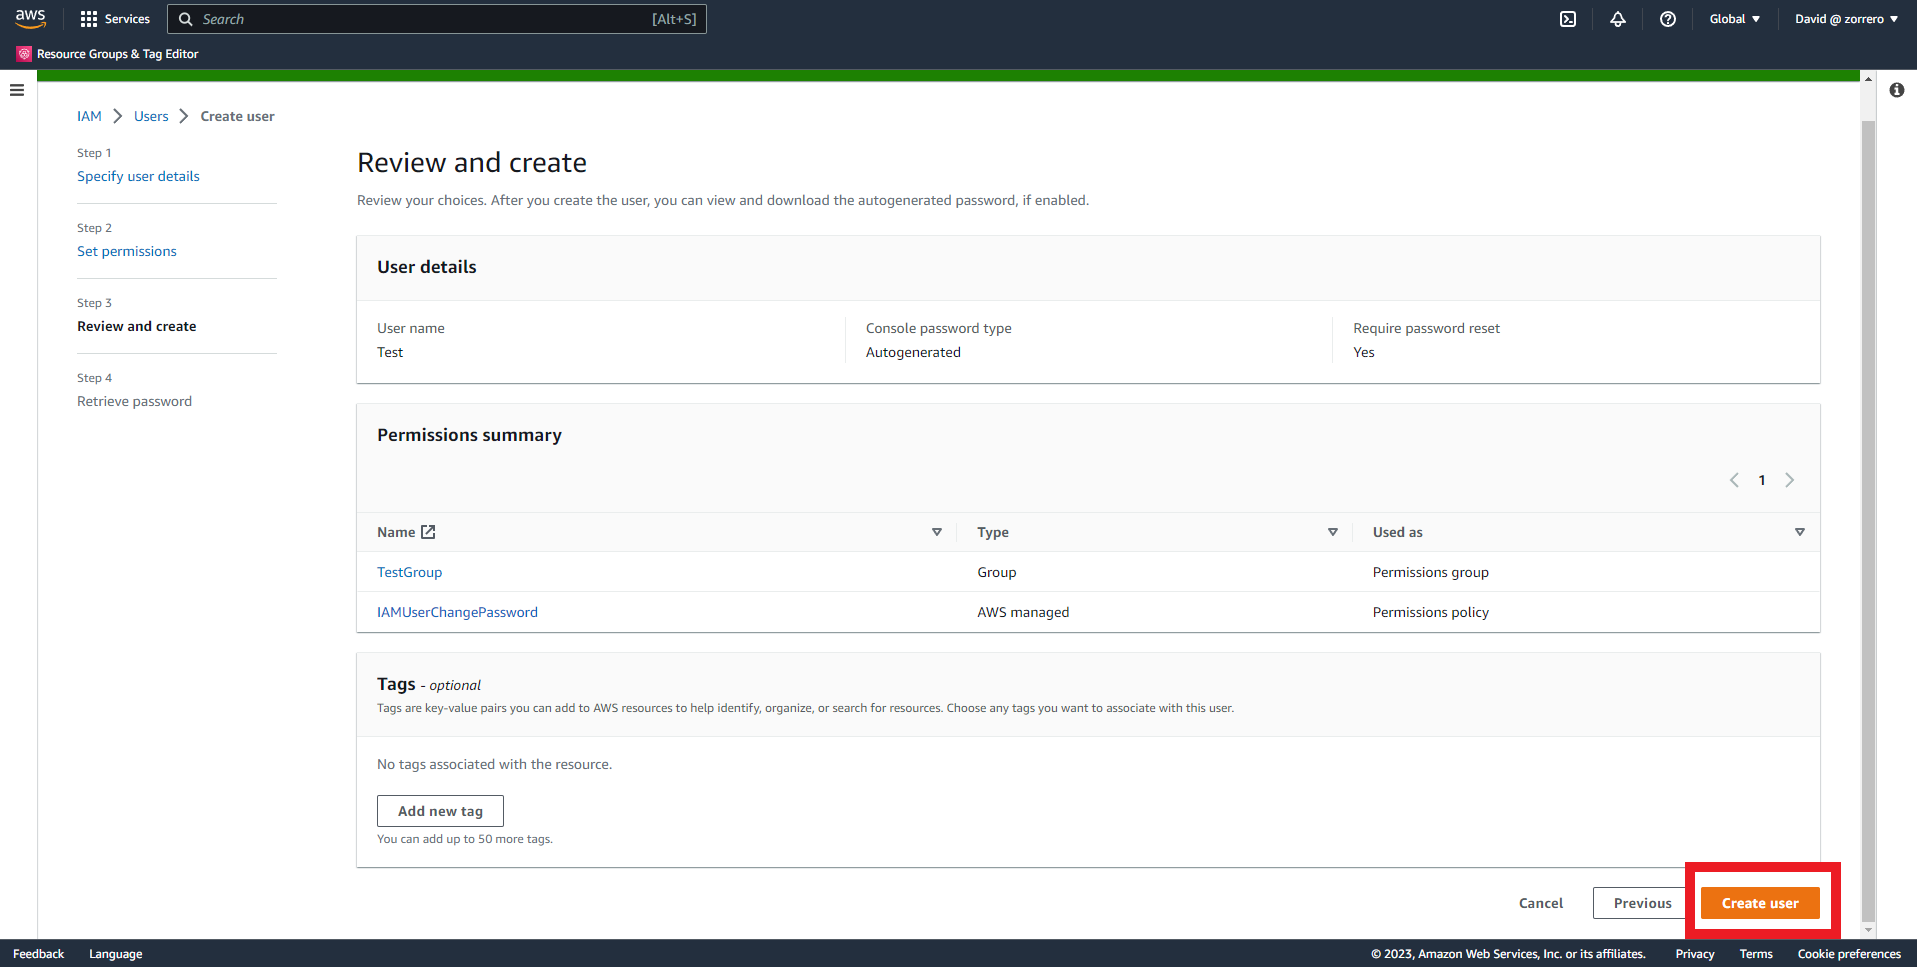 aws Services Search [Alt+S] Global David @ zorrero
Resource Groups & Tag Editor
IAM Users Create user
Step 1
Specify user details
Step 2
Set permissions
Step 3
Review and create
Step 4
Retrieve password
Review and create
Review your choices. After you create the user, you can view and download the autogenerated password, if enabled.
User details
User name Console password type Require password reset
Test Autogenerated Yes
Permissions summary
1
Name Type Used as
TestGroup Group Permissions group
IAMUserChangePassword AWS managed Permissions policy
Tags - optional
Tags are key-value pairs you can add to AWS resources to help identify, organize, or search for resources. Choose any tags you want to associate with this user.
No tags associated with the resource.
Add new tag
You can add up to 50 more tags.
Cancel Previous Create user
Feedback Language © 2023, Amazon Web Services, Inc. or its affiliates. Privacy Terms Cookie preferences